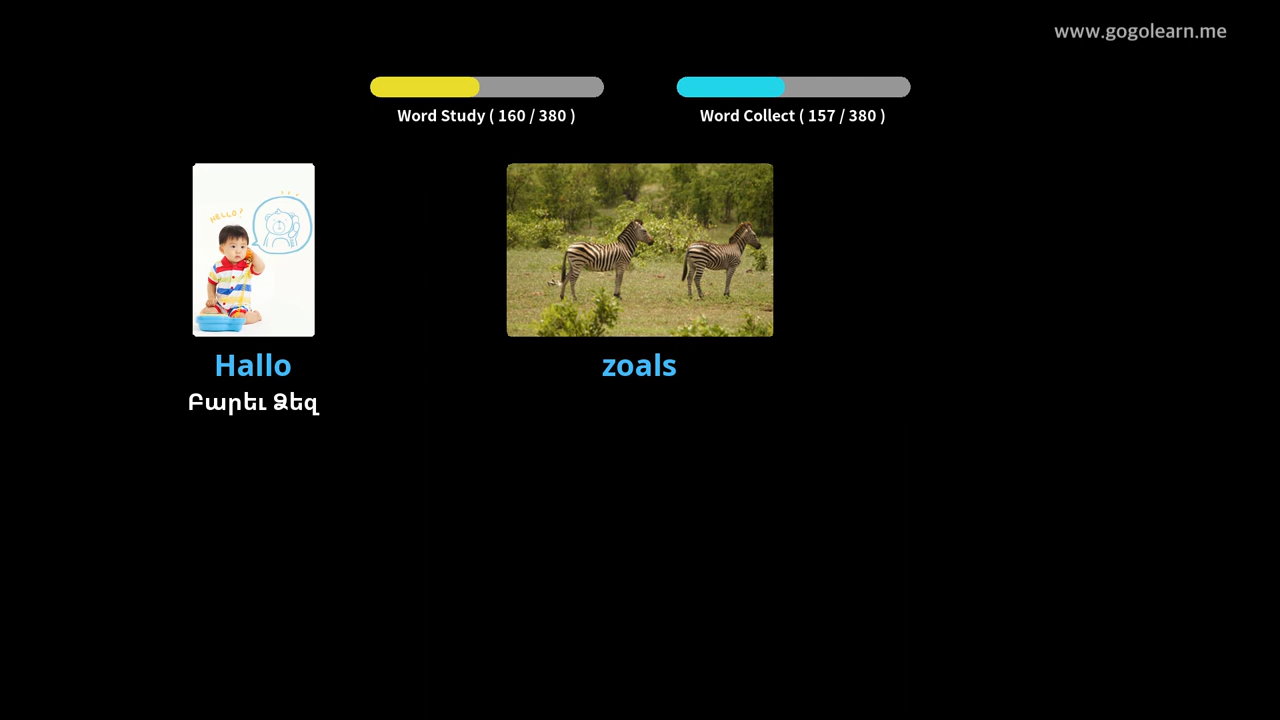 www.gogolearn.me
Word Study ( 160 / 380 )
Word Collect ( 157 / 380 )
HELLO?
Hallo
zoals
Բարեւ Ձեզ